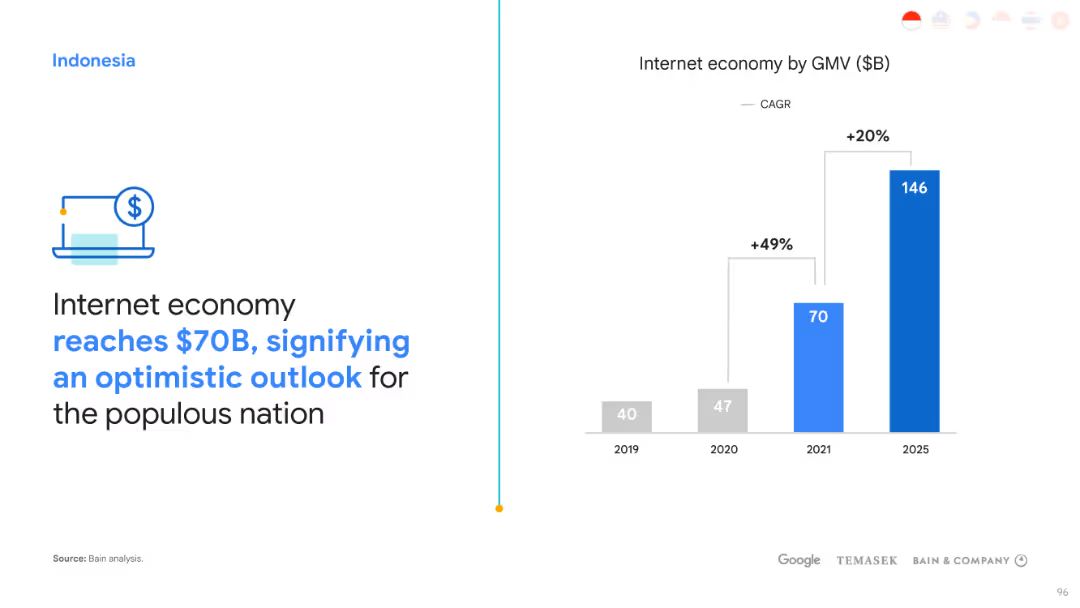 Indonesia
$
Internet economy
reaches $70B, signifying
an optimistic outlook for
the populous nation
Internet economy by GMV ($B)
CAGR
+20%
146
+49%
70
47
40
2019 2020 2021 2025
Source: Bain analysis.
Google TEMASEK BAIN & COMPANY
96